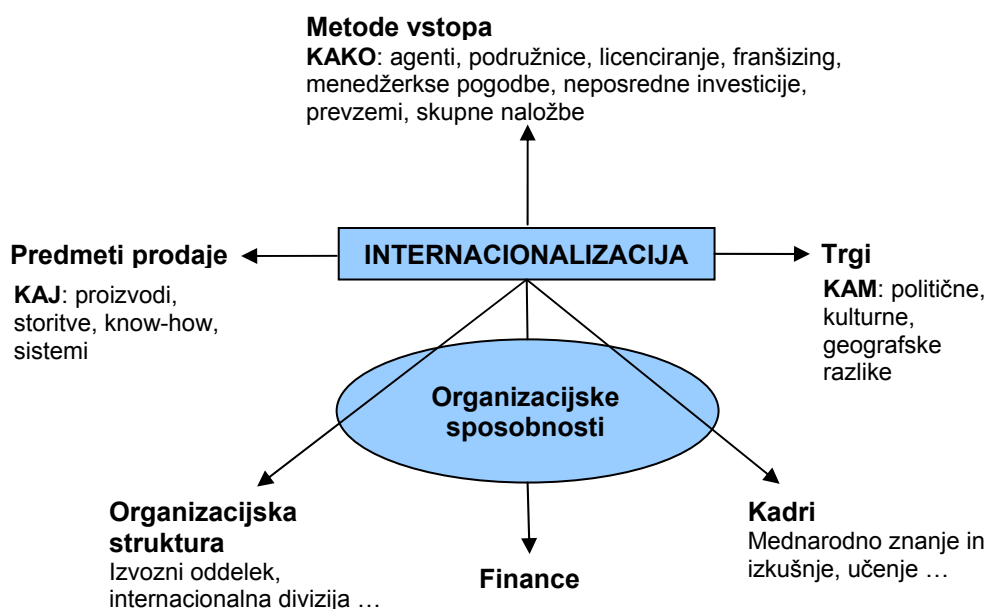 Metode vstopa
KAKO: agenti, podružnice, licenciranje, franšizing,
menedžerkse pogodbe, neposredne investicije,
prevzemi, skupne naložbe
Predmeti prodaje
KAJ: proizvodi,
storitve, know-how,
sistemi
INTERNACIONALIZACIJA
Trgi
KAM: politične,
kulturne,
geografske
razlike
Organizacijske
sposobnosti
Organizacijska
struktura
Izvozni oddelek,
internacionalna divizija …
Finance
Kadri
Mednarodno znanje in
izkušnje, učenje …